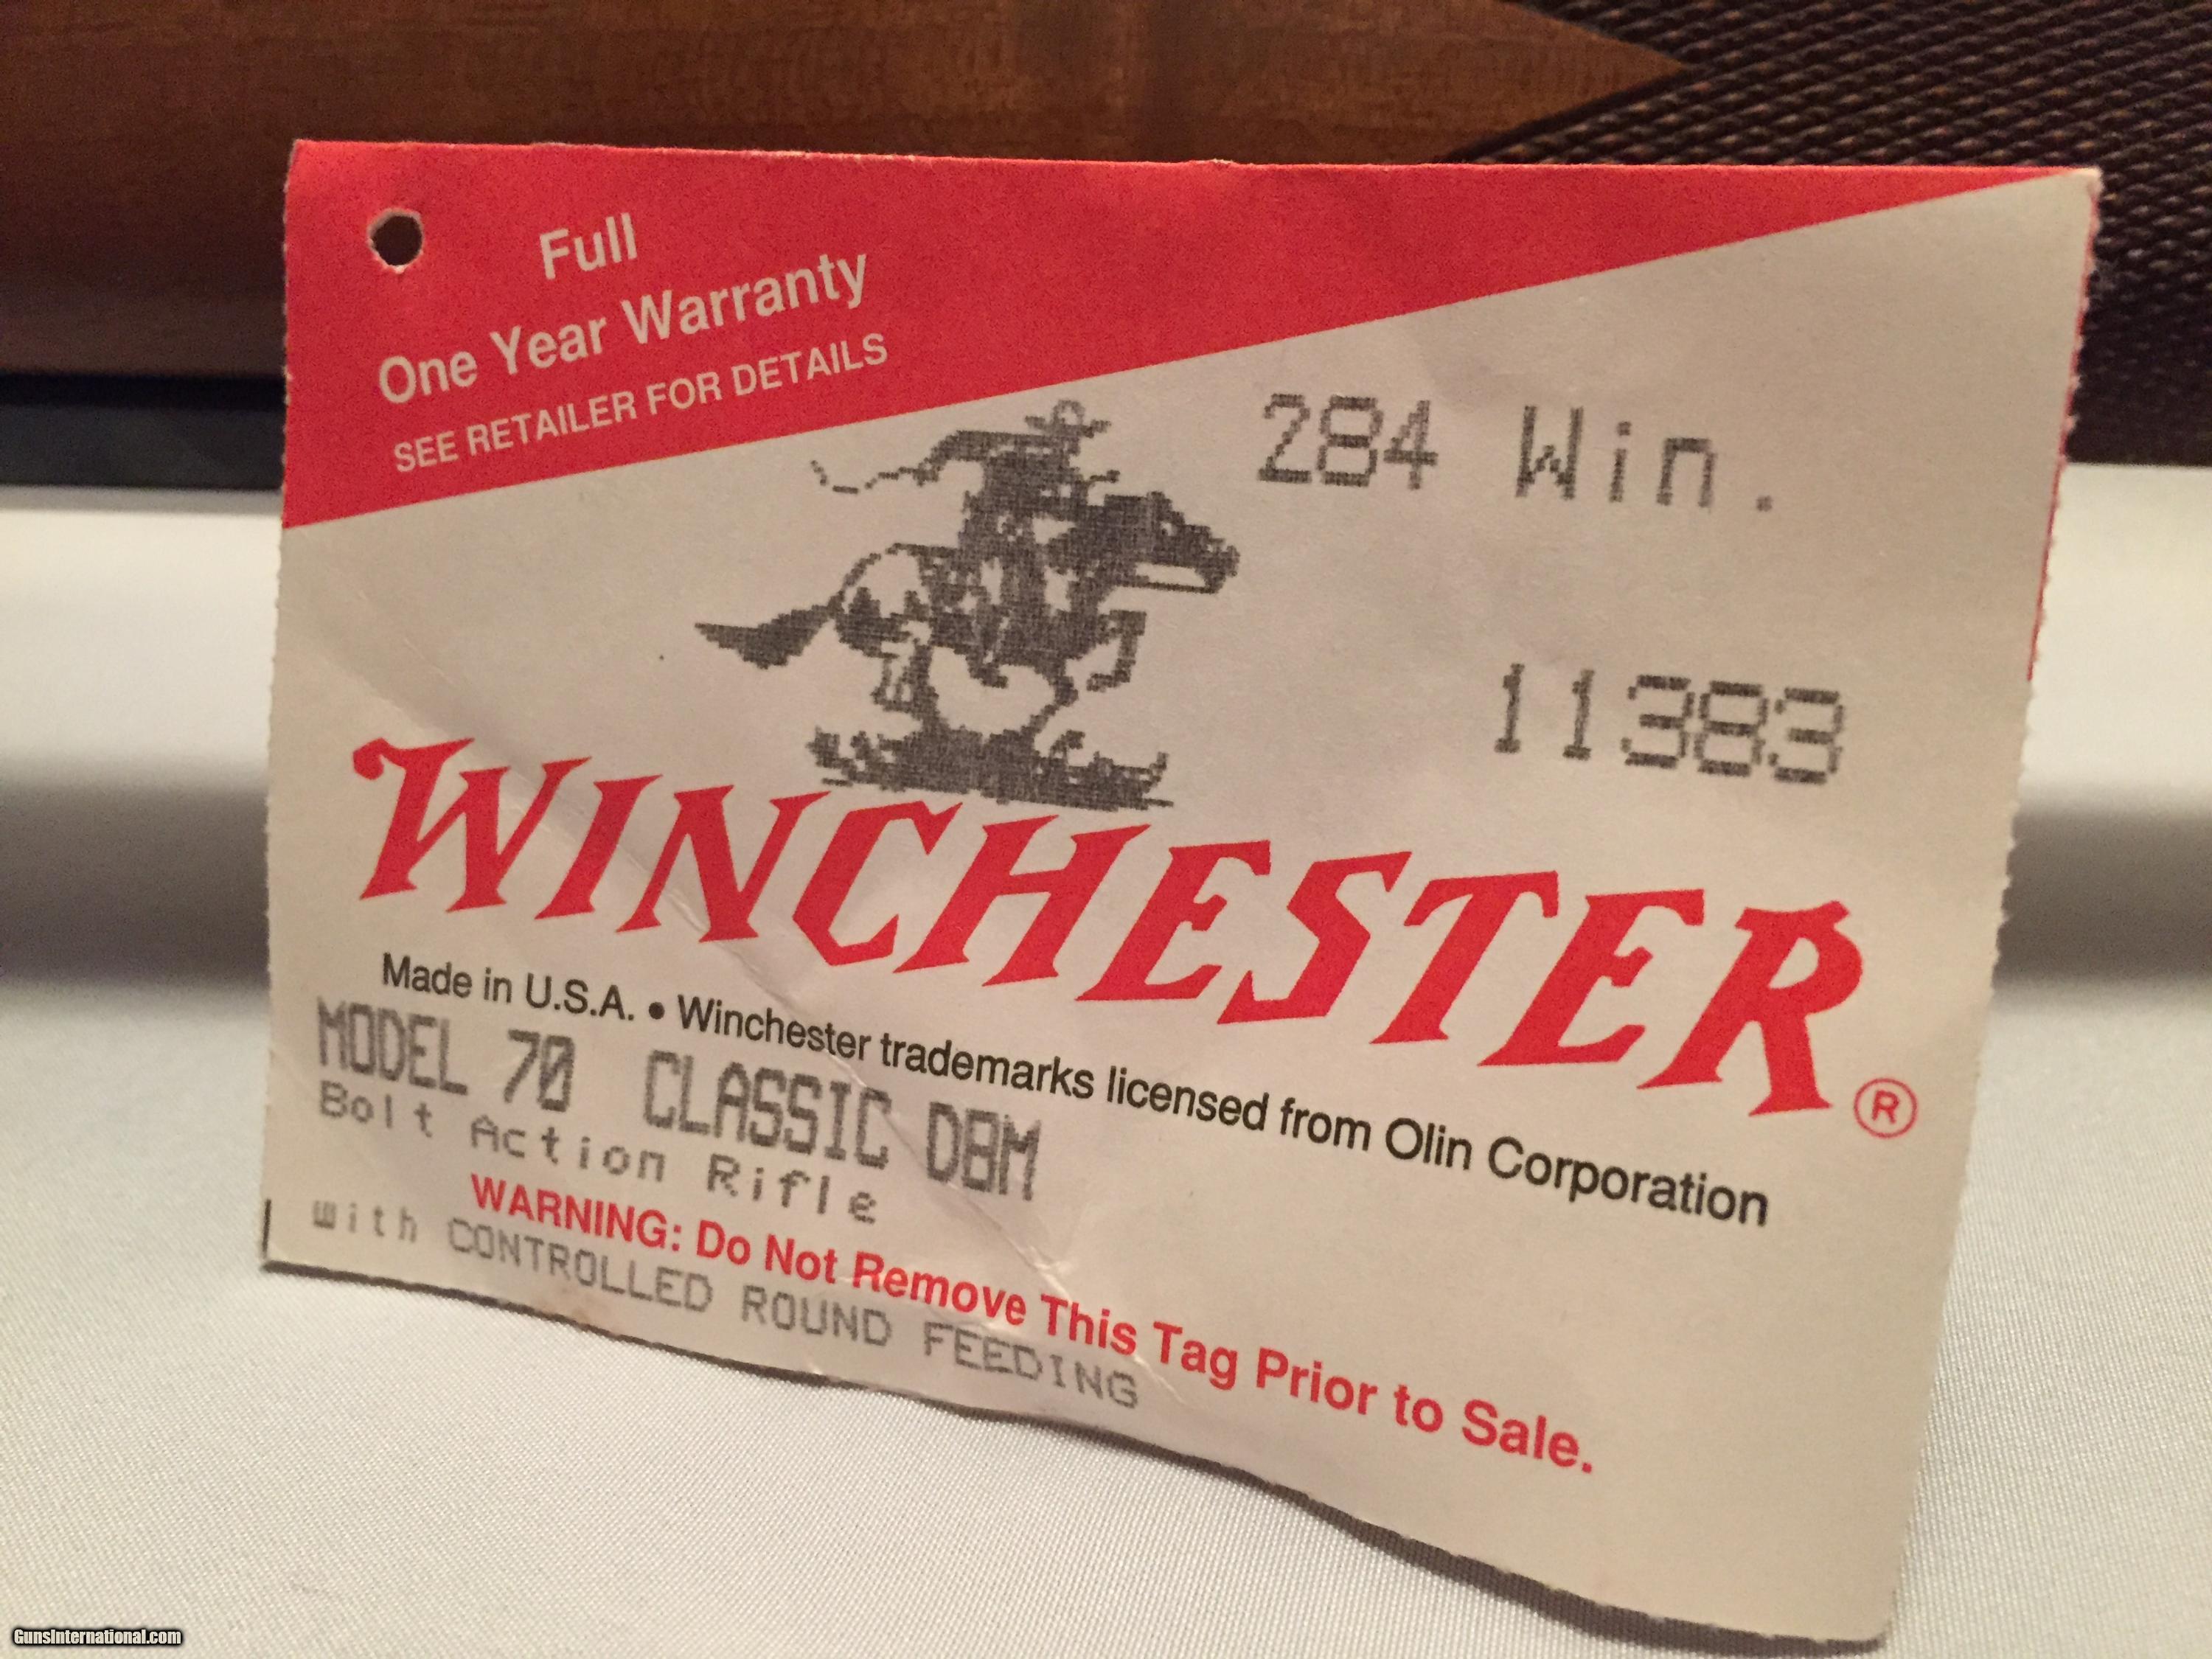 Full
One Year Warranty
SEE RETAILER FOR DETAILS
284 Win.
11383
WINCHESTER®
Made in U.S.A. • Winchester trademarks licensed from Olin Corporation
MODEL 70 CLASSIC DBM
Bolt Action Rifle
WARNING: Do Not Remove This Tag Prior to Sale.
with CONTROLLED ROUND FEEDING
GunsInternational.com